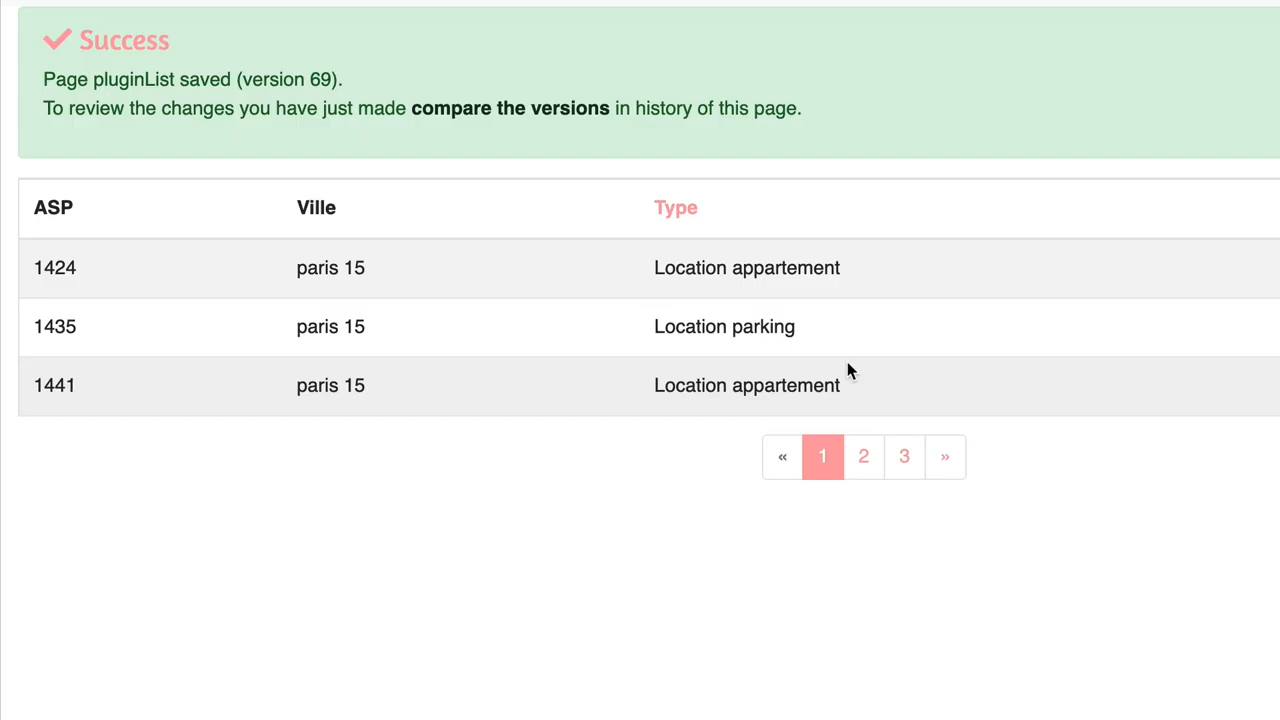 Success
Page pluginList saved (version 69).
To review the changes you have just made compare the versions in history of this page.
ASP Ville Type
1424 paris 15 Location appartement
1435 paris 15 Location parking
1441 paris 15 Location appartement
« 1 2 3 »